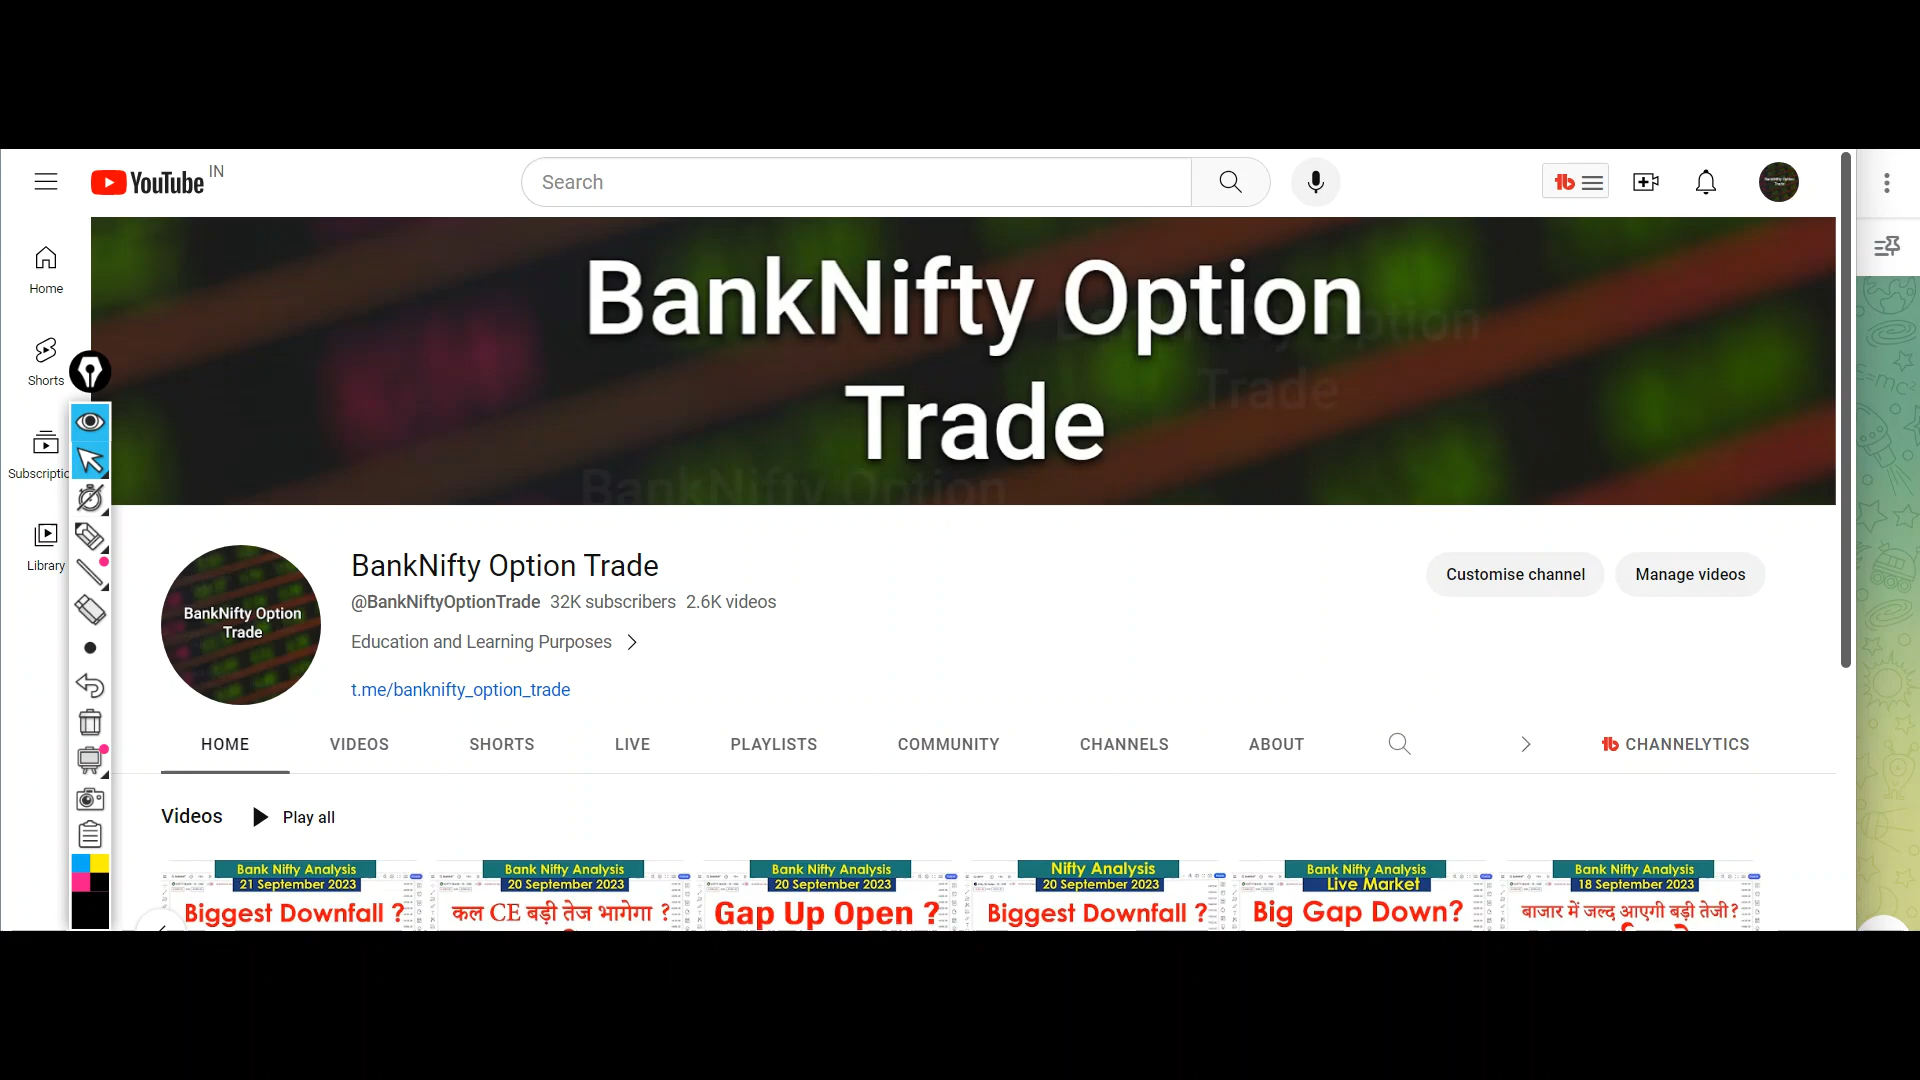 YouTube IN
Search
BankNifty Option
Trade
Home
Shorts
Subscriptio
Library
BankNifty Option
Trade
BankNifty Option Trade
@BankNiftyOptionTrade 32K subscribers 2.6K videos
Education and Learning Purposes
t.me/banknifty_option_trade
Customise channel
Manage videos
HOME VIDEOS SHORTS LIVE PLAYLISTS COMMUNITY CHANNELS ABOUT CHANNELYTICS
Videos Play all
Bank Nifty Analysis
21 September 2023
Biggest Downfall ?
Bank Nifty Analysis
20 September 2023
कल CE बड़ी तेज भागेगा ?
Bank Nifty Analysis
20 September 2023
Gap Up Open ?
Nifty Analysis
20 September 2023
Biggest Downfall ?
Bank Nifty Analysis
Live Market
Big Gap Down?
Bank Nifty Analysis
18 September 2023
बाजार में जल्द आएगी बड़ी तेजी?